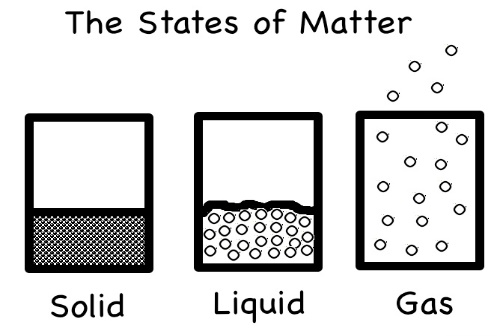 The States of Matter
Solid Liquid Gas